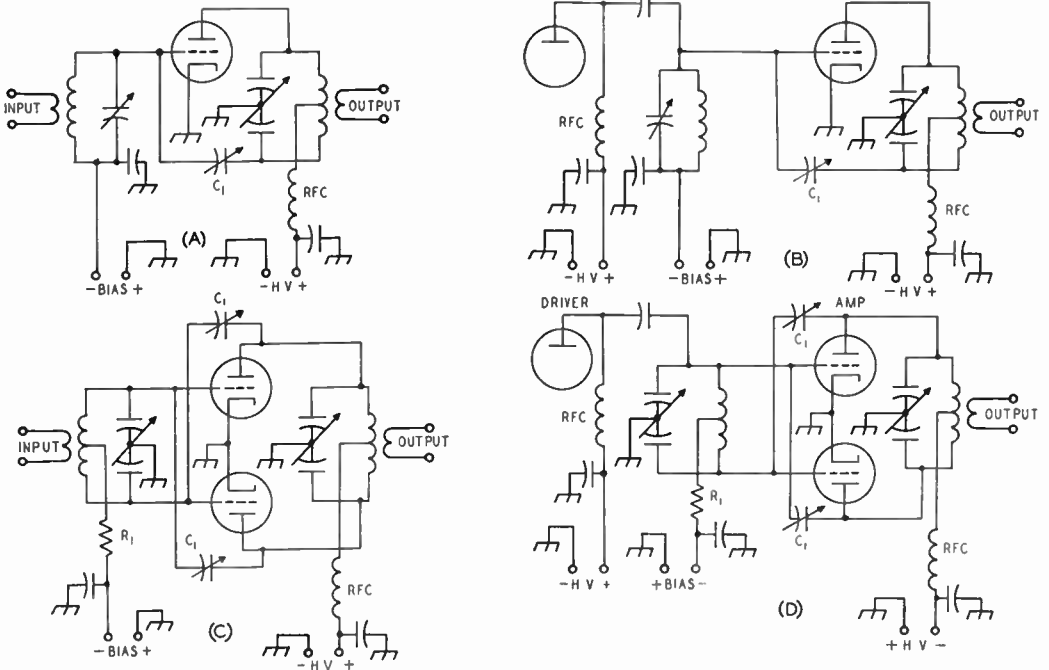 INPUT
OUTPUT
C1
RFC
(A)
-BIAS+
-HV+
RFC
OUTPUT
C1
RFC
(B)
-HV+
-BIAS+
-HV+
C1
INPUT
OUTPUT
R1
C1
RFC
(C)
-BIAS+
-HV+
DRIVER
AMP
C1
RFC
OUTPUT
R1
C1
RFC
(D)
-HV+
+BIAS-
+HV-